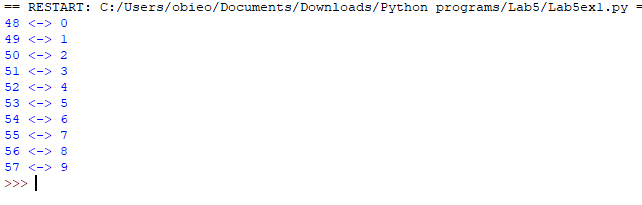 == RESTART: C:/Users/obieo/Documents/Downloads/Python programs/Lab5/Lab5ex1.py =
48 <-> 0
49 <-> 1
50 <-> 2
51 <-> 3
52 <-> 4
53 <-> 5
54 <-> 6
55 <-> 7
56 <-> 8
57 <-> 9
>>>